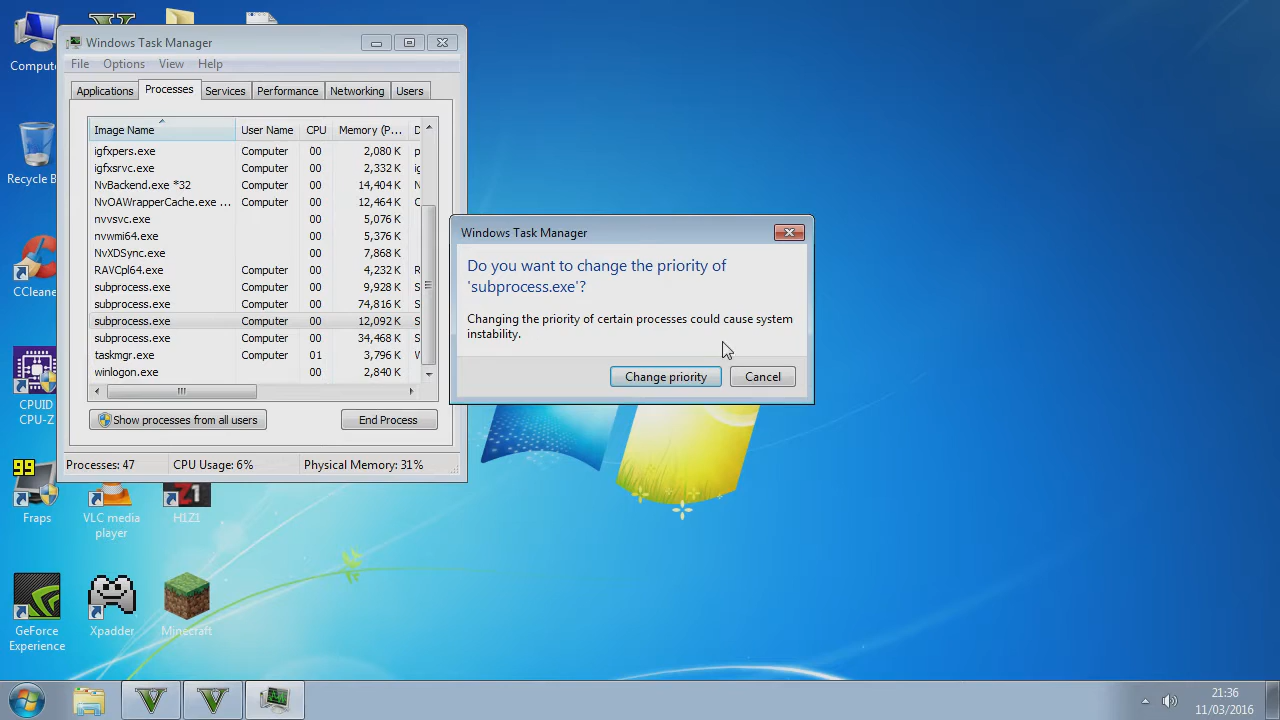 Windows Task Manager
File Options View Help
Applications Processes Services Performance Networking Users
Image Name User Name CPU Memory (P... D
igfxpers.exe Computer 00 2,080 K p
igfxsrvc.exe Computer 00 2,332 K ig
NvBackend.exe *32 Computer 00 14,404 K N
NvOAWrapperCache.exe ... Computer 00 12,464 K C
nvvsvc.exe 00 5,076 K
nvwmi64.exe 00 5,376 K
NvXDSync.exe 00 7,868 K
RAVCpl64.exe Computer 00 4,232 K R
subprocess.exe Computer 00 9,928 K S
subprocess.exe Computer 00 74,816 K S
subprocess.exe Computer 00 12,092 K S
subprocess.exe Computer 00 34,468 K S
taskmgr.exe Computer 01 3,796 K W
winlogon.exe 00 2,840 K
Show processes from all users End Process
Processes: 47 CPU Usage: 6% Physical Memory: 31%
Windows Task Manager
Do you want to change the priority of
'subprocess.exe'?
Changing the priority of certain processes could cause system
instability.
Change priority Cancel
Compute
Recycle B
CCleane
CPUID
CPU-Z
99
Fraps
VLC media
player
Z1
H1Z1
GeForce
Experience
Xpadder
Minecraft
21:36
11/03/2016